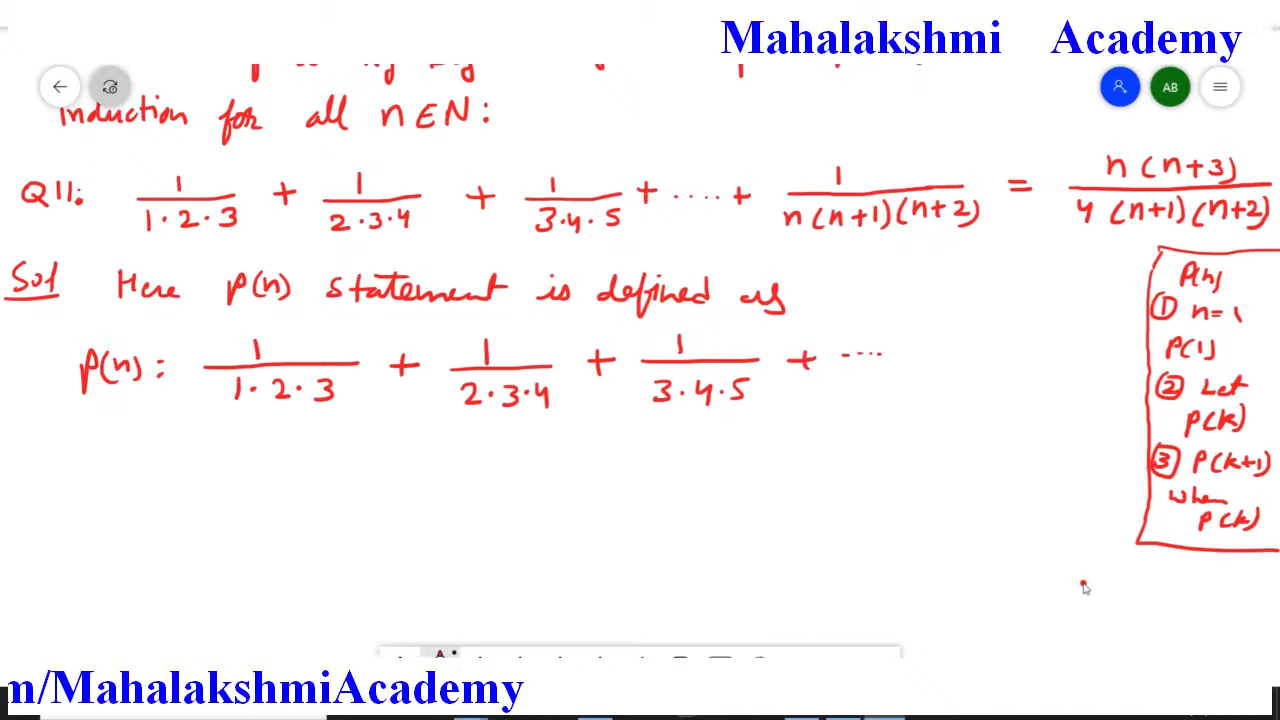 Mahalakshmi Academy
AB
induction for all n ∈ N :
Q11: 1/(1·2·3) + 1/(2·3·4) + 1/(3·4·5) + ..... + 1/(n(n+1)(n+2)) = n(n+3)/(4(n+1)(n+2))
Sol Here P(n) statement is defined as
P(n): 1/(1·2·3) + 1/(2·3·4) + 1/(3·4·5) + .....
P(n)
① n=1
P(1)
② Let
P(k)
③ P(k+1)
when
P(k)
m/MahalakshmiAcademy